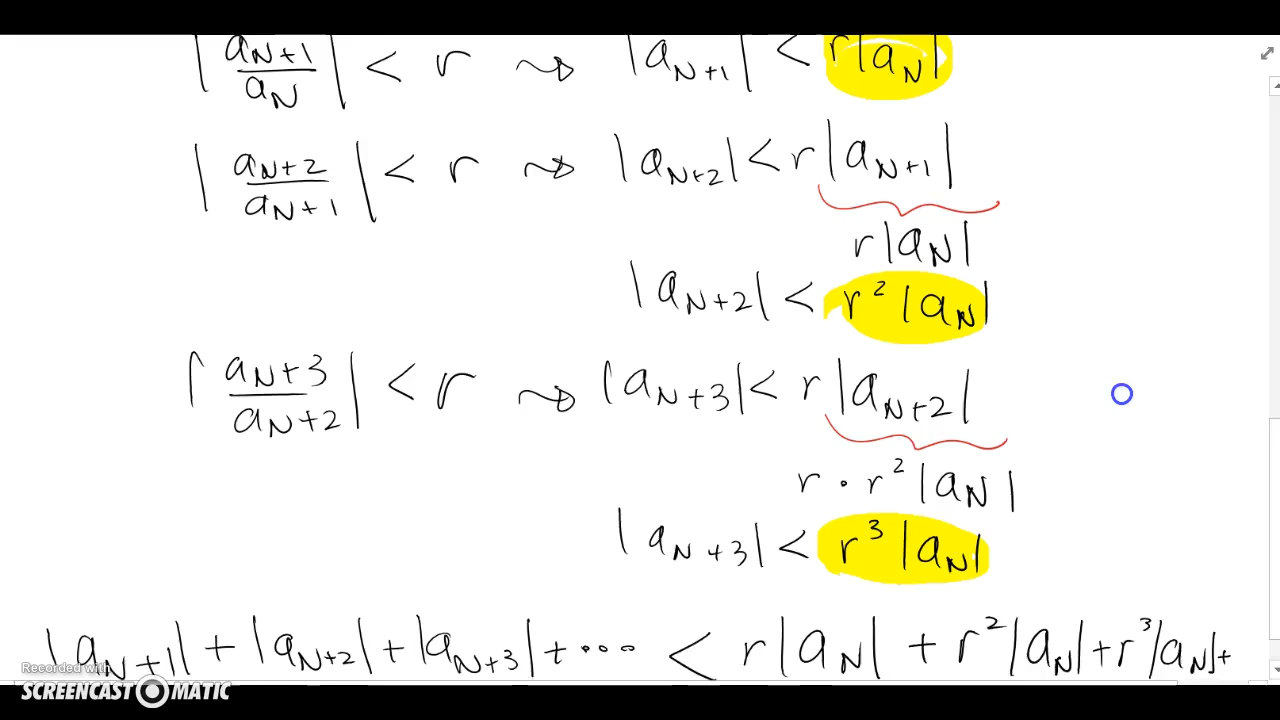 |a_{N+1}/a_N| < r ⇝ |a_{N+1}| < r|a_N|
|a_{N+2}/a_{N+1}| < r ⇝ |a_{N+2}| < r|a_{N+1}|
r|a_N|
|a_{N+2}| < r²|a_N|
|a_{N+3}/a_{N+2}| < r ⇝ |a_{N+3}| < r|a_{N+2}|
r · r²|a_N|
|a_{N+3}| < r³|a_N|
|a_{N+1}| + |a_{N+2}| + |a_{N+3}| + ··· < r|a_N| + r²|a_N| + r³|a_N| +
Recorded with
SCREENCAST-O-MATIC